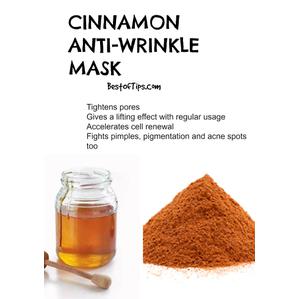 CINNAMON
ANTI-WRINKLE
MASK
BestofTips.com
Tightens pores
Gives a lifting effect with regular usage
Accelerates cell renewal
Fights pimples, pigmentation and acne spots
too